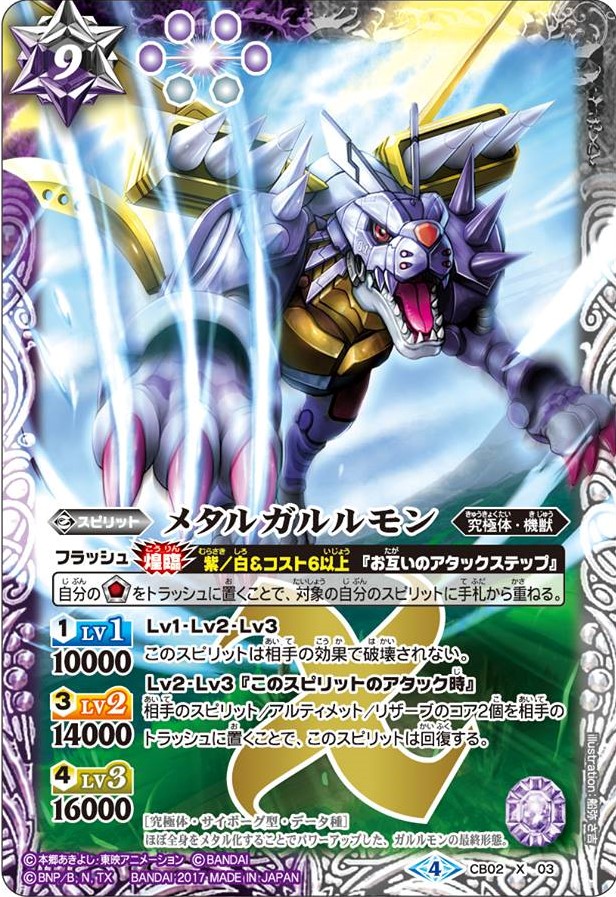 9
スピリット メタルガルルモン 究極体・機獣
フラッシュ 煌臨 紫/白&コスト6以上 『お互いのアタックステップ』
自分の をトラッシュに置くことで、対象の自分のスピリットに手札から重ねる。
1 LV1 10000
Lv1・Lv2・Lv3
このスピリットは相手の効果で破壊されない。
3 LV2 14000
Lv2・Lv3『このスピリットのアタック時』
相手のスピリット/アルティメット/リザーブのコア2個を相手の
トラッシュに置くことで、このスピリットは回復する。
4 LV3 16000
[究極体・サイボーグ型・データ種]
ほぼ全身をメタル化することでパワーアップした、ガルルモンの最終形態。
©本郷あきよし・東映アニメーション ©BANDAI
©BNP/B, N, TX BANDAI 2017 MADE IN JAPAN
4 CB02 X 03